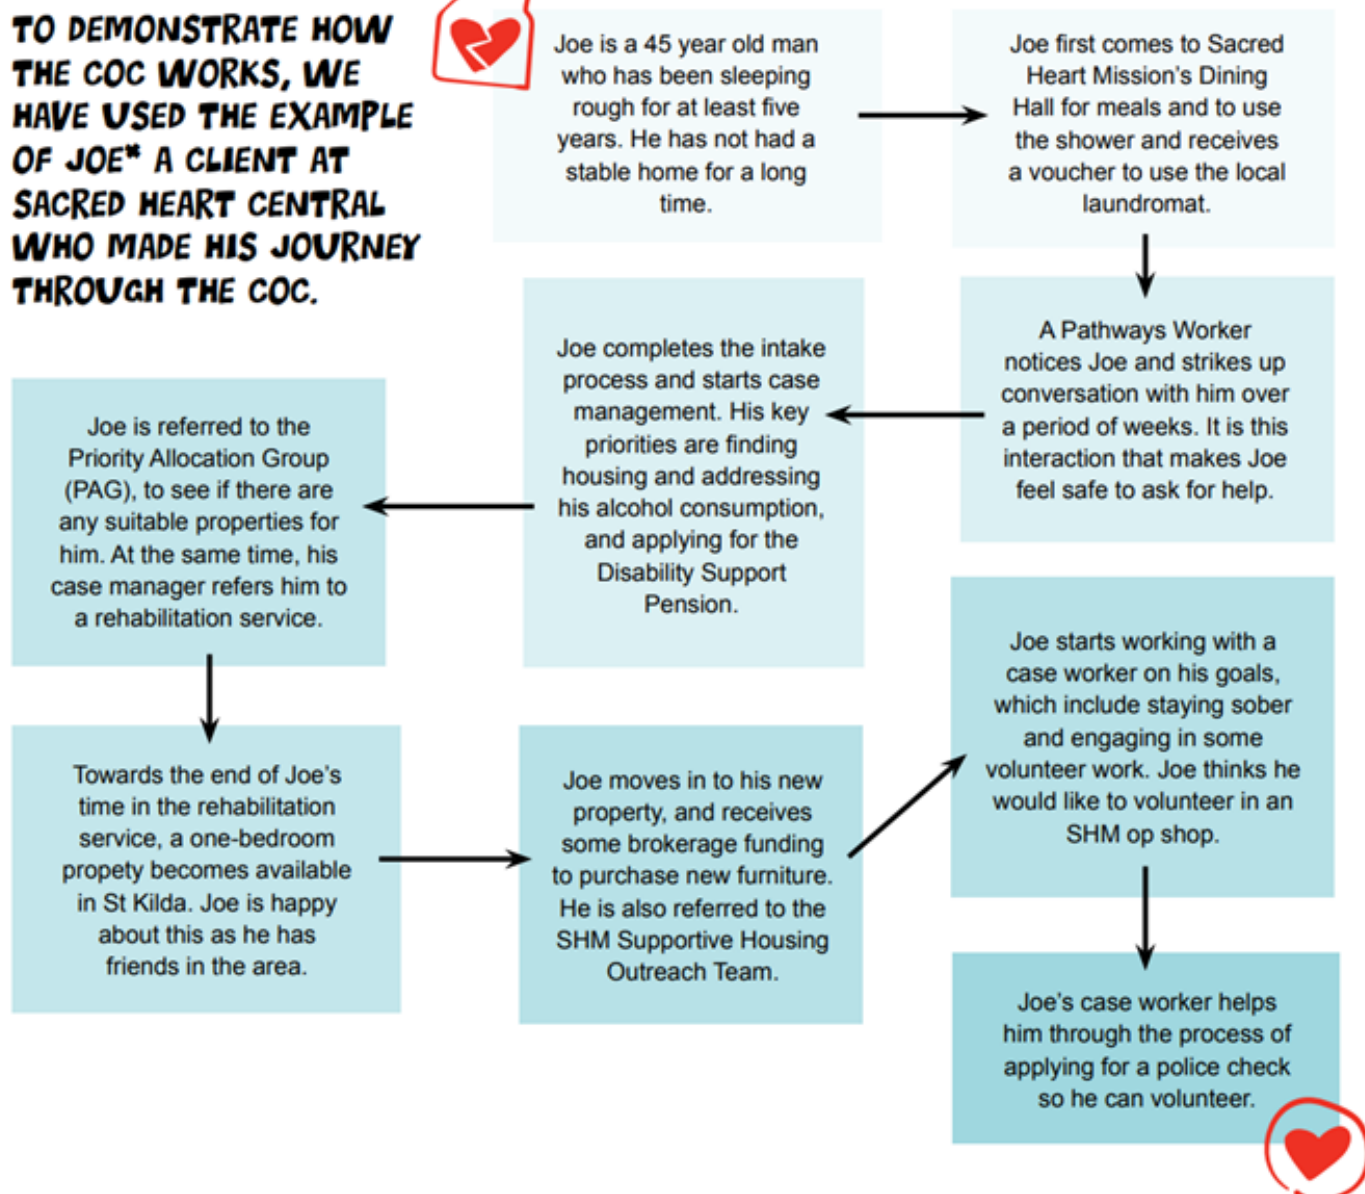 TO DEMONSTRATE HOW
THE COC WORKS, WE
HAVE USED THE EXAMPLE
OF JOE* A CLIENT AT
SACRED HEART CENTRAL
WHO MADE HIS JOURNEY
THROUGH THE COC.
Joe is a 45 year old man
who has been sleeping
rough for at least five
years. He has not had a
stable home for a long
time.
Joe first comes to Sacred
Heart Mission's Dining
Hall for meals and to use
the shower and receives
a voucher to use the local
laundromat.
A Pathways Worker
notices Joe and strikes up
conversation with him over
a period of weeks. It is this
interaction that makes Joe
feel safe to ask for help.
Joe completes the intake
process and starts case
management. His key
priorities are finding
housing and addressing
his alcohol consumption,
and applying for the
Disability Support
Pension.
Joe is referred to the
Priority Allocation Group
(PAG), to see if there are
any suitable properties for
him. At the same time, his
case manager refers him to
a rehabilitation service.
Towards the end of Joe's
time in the rehabilitation
service, a one-bedroom
propety becomes available
in St Kilda. Joe is happy
about this as he has
friends in the area.
Joe moves in to his new
property, and receives
some brokerage funding
to purchase new furniture.
He is also referred to the
SHM Supportive Housing
Outreach Team.
Joe starts working with a
case worker on his goals,
which include staying sober
and engaging in some
volunteer work. Joe thinks he
would like to volunteer in an
SHM op shop.
Joe's case worker helps
him through the process of
applying for a police check
so he can volunteer.